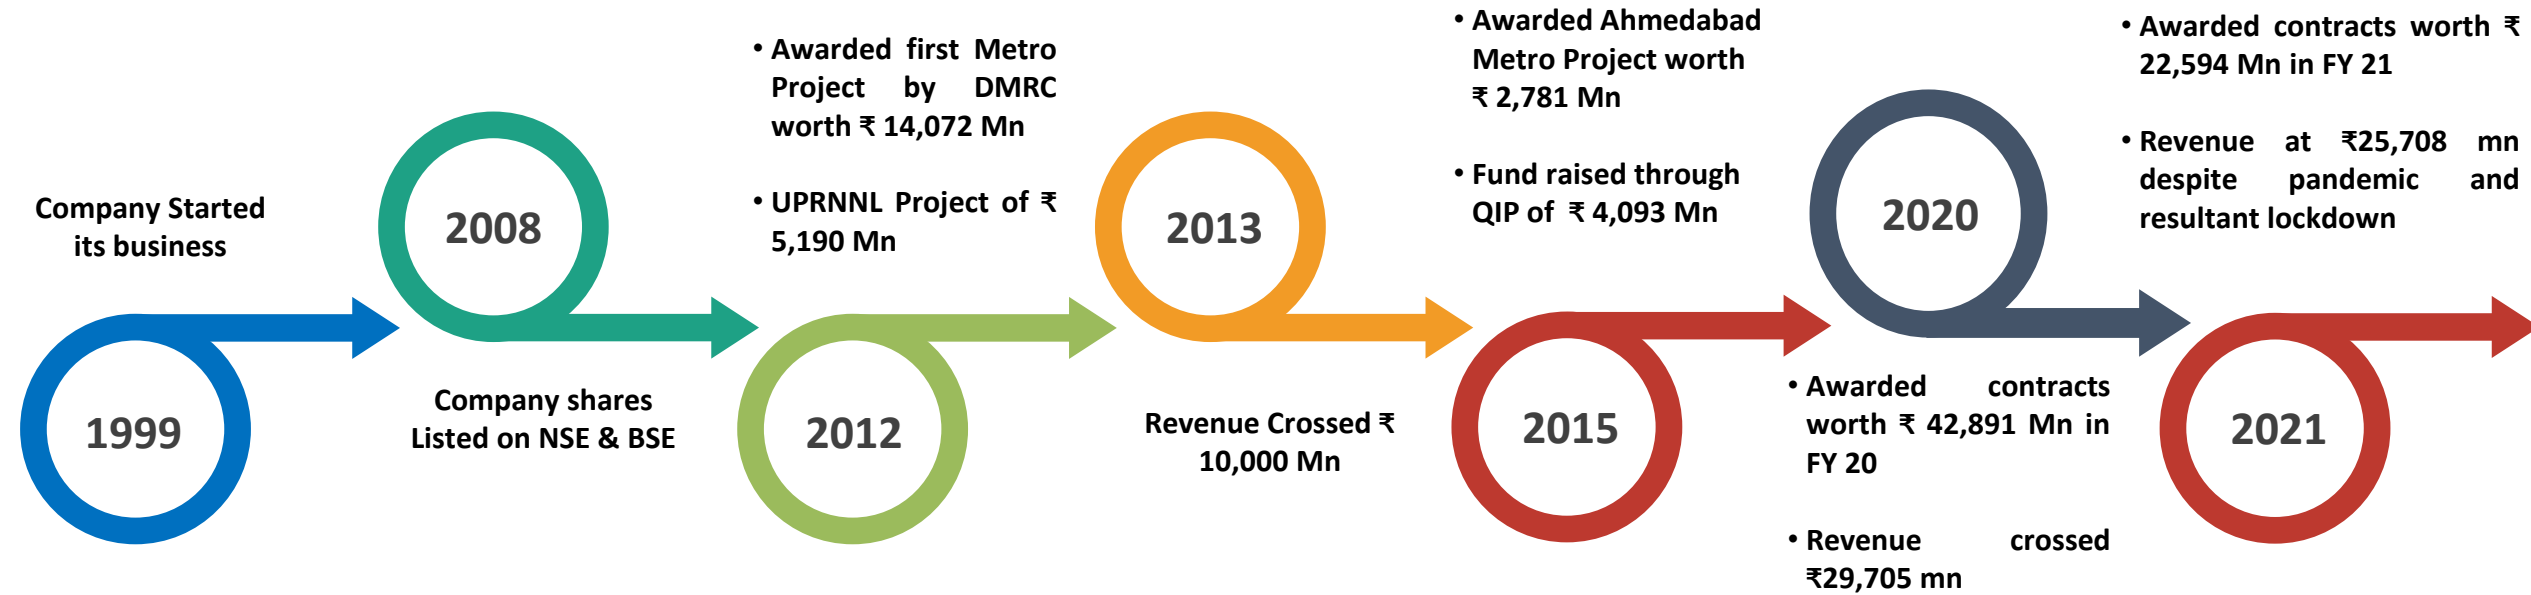 Company Started
its business
1999
2008
Company shares
Listed on NSE & BSE
• Awarded first Metro
Project by DMRC
worth ₹ 14,072 Mn
• UPRNNL Project of ₹
5,190 Mn
2012
2013
Revenue Crossed ₹
10,000 Mn
• Awarded Ahmedabad
Metro Project worth
₹ 2,781 Mn
• Fund raised through
QIP of ₹ 4,093 Mn
2015
2020
• Awarded contracts
worth ₹ 42,891 Mn in
FY 20
• Revenue crossed
₹29,705 mn
• Awarded contracts worth ₹
22,594 Mn in FY 21
• Revenue at ₹25,708 mn
despite pandemic and
resultant lockdown
2021